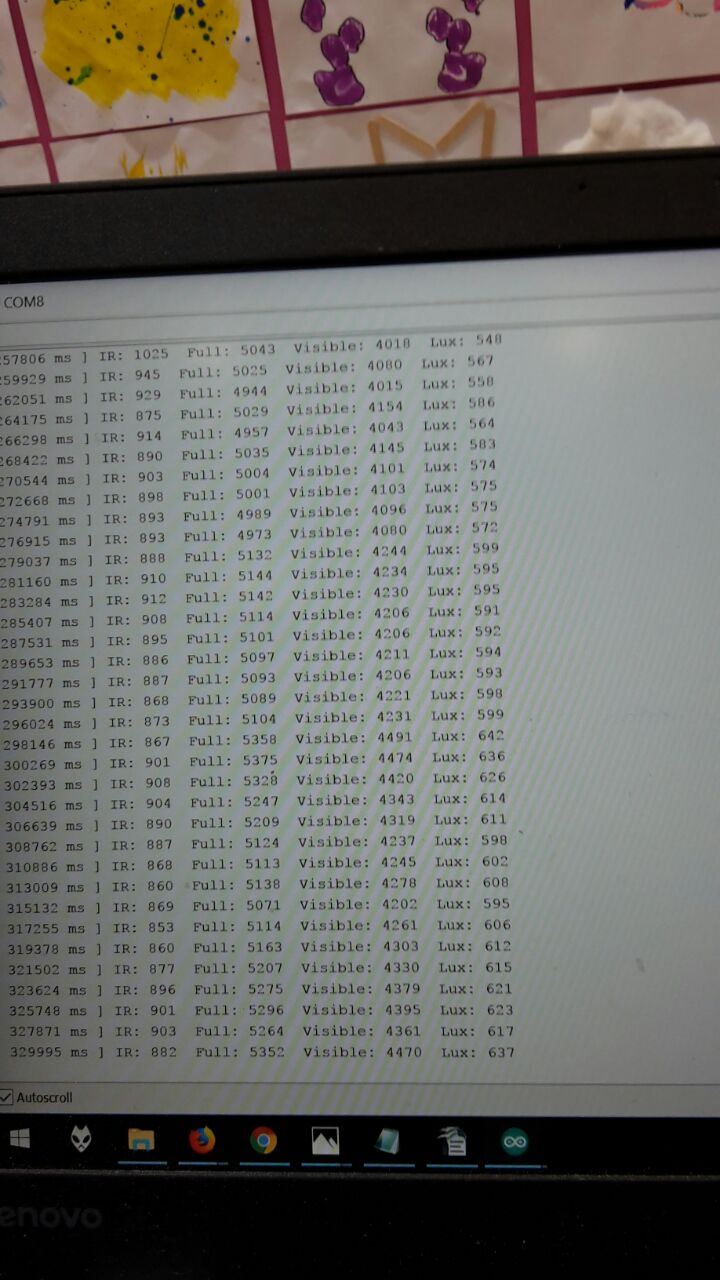 COM8
257806 ms ] IR: 1025 Full: 5043 Visible: 4018 Lux: 548
259929 ms ] IR: 945 Full: 5025 Visible: 4080 Lux: 567
262051 ms ] IR: 929 Full: 4944 Visible: 4015 Lux: 558
264175 ms ] IR: 875 Full: 5029 Visible: 4154 Lux: 586
266298 ms ] IR: 914 Full: 4957 Visible: 4043 Lux: 564
268422 ms ] IR: 890 Full: 5035 Visible: 4145 Lux: 583
270544 ms ] IR: 903 Full: 5004 Visible: 4101 Lux: 574
272668 ms ] IR: 898 Full: 5001 Visible: 4103 Lux: 575
274791 ms ] IR: 893 Full: 4989 Visible: 4096 Lux: 575
276915 ms ] IR: 893 Full: 4973 Visible: 4080 Lux: 572
279037 ms ] IR: 888 Full: 5132 Visible: 4244 Lux: 599
281160 ms ] IR: 910 Full: 5144 Visible: 4234 Lux: 595
283284 ms ] IR: 912 Full: 5142 Visible: 4230 Lux: 595
285407 ms ] IR: 908 Full: 5114 Visible: 4206 Lux: 591
287531 ms ] IR: 895 Full: 5101 Visible: 4206 Lux: 592
289653 ms ] IR: 886 Full: 5097 Visible: 4211 Lux: 594
291777 ms ] IR: 887 Full: 5093 Visible: 4206 Lux: 593
293900 ms ] IR: 868 Full: 5089 Visible: 4221 Lux: 598
296024 ms ] IR: 873 Full: 5104 Visible: 4231 Lux: 599
298146 ms ] IR: 867 Full: 5358 Visible: 4491 Lux: 642
300269 ms ] IR: 901 Full: 5375 Visible: 4474 Lux: 636
302393 ms ] IR: 908 Full: 5328 Visible: 4420 Lux: 626
304516 ms ] IR: 904 Full: 5247 Visible: 4343 Lux: 614
306639 ms ] IR: 890 Full: 5209 Visible: 4319 Lux: 611
308762 ms ] IR: 887 Full: 5124 Visible: 4237 Lux: 598
310886 ms ] IR: 868 Full: 5113 Visible: 4245 Lux: 602
313009 ms ] IR: 860 Full: 5138 Visible: 4278 Lux: 608
315132 ms ] IR: 869 Full: 5071 Visible: 4202 Lux: 595
317255 ms ] IR: 853 Full: 5114 Visible: 4261 Lux: 606
319378 ms ] IR: 860 Full: 5163 Visible: 4303 Lux: 612
321502 ms ] IR: 877 Full: 5207 Visible: 4330 Lux: 615
323624 ms ] IR: 896 Full: 5275 Visible: 4379 Lux: 621
325748 ms ] IR: 901 Full: 5296 Visible: 4395 Lux: 623
327871 ms ] IR: 903 Full: 5264 Visible: 4361 Lux: 617
329995 ms ] IR: 882 Full: 5352 Visible: 4470 Lux: 637
Autoscroll
enovo